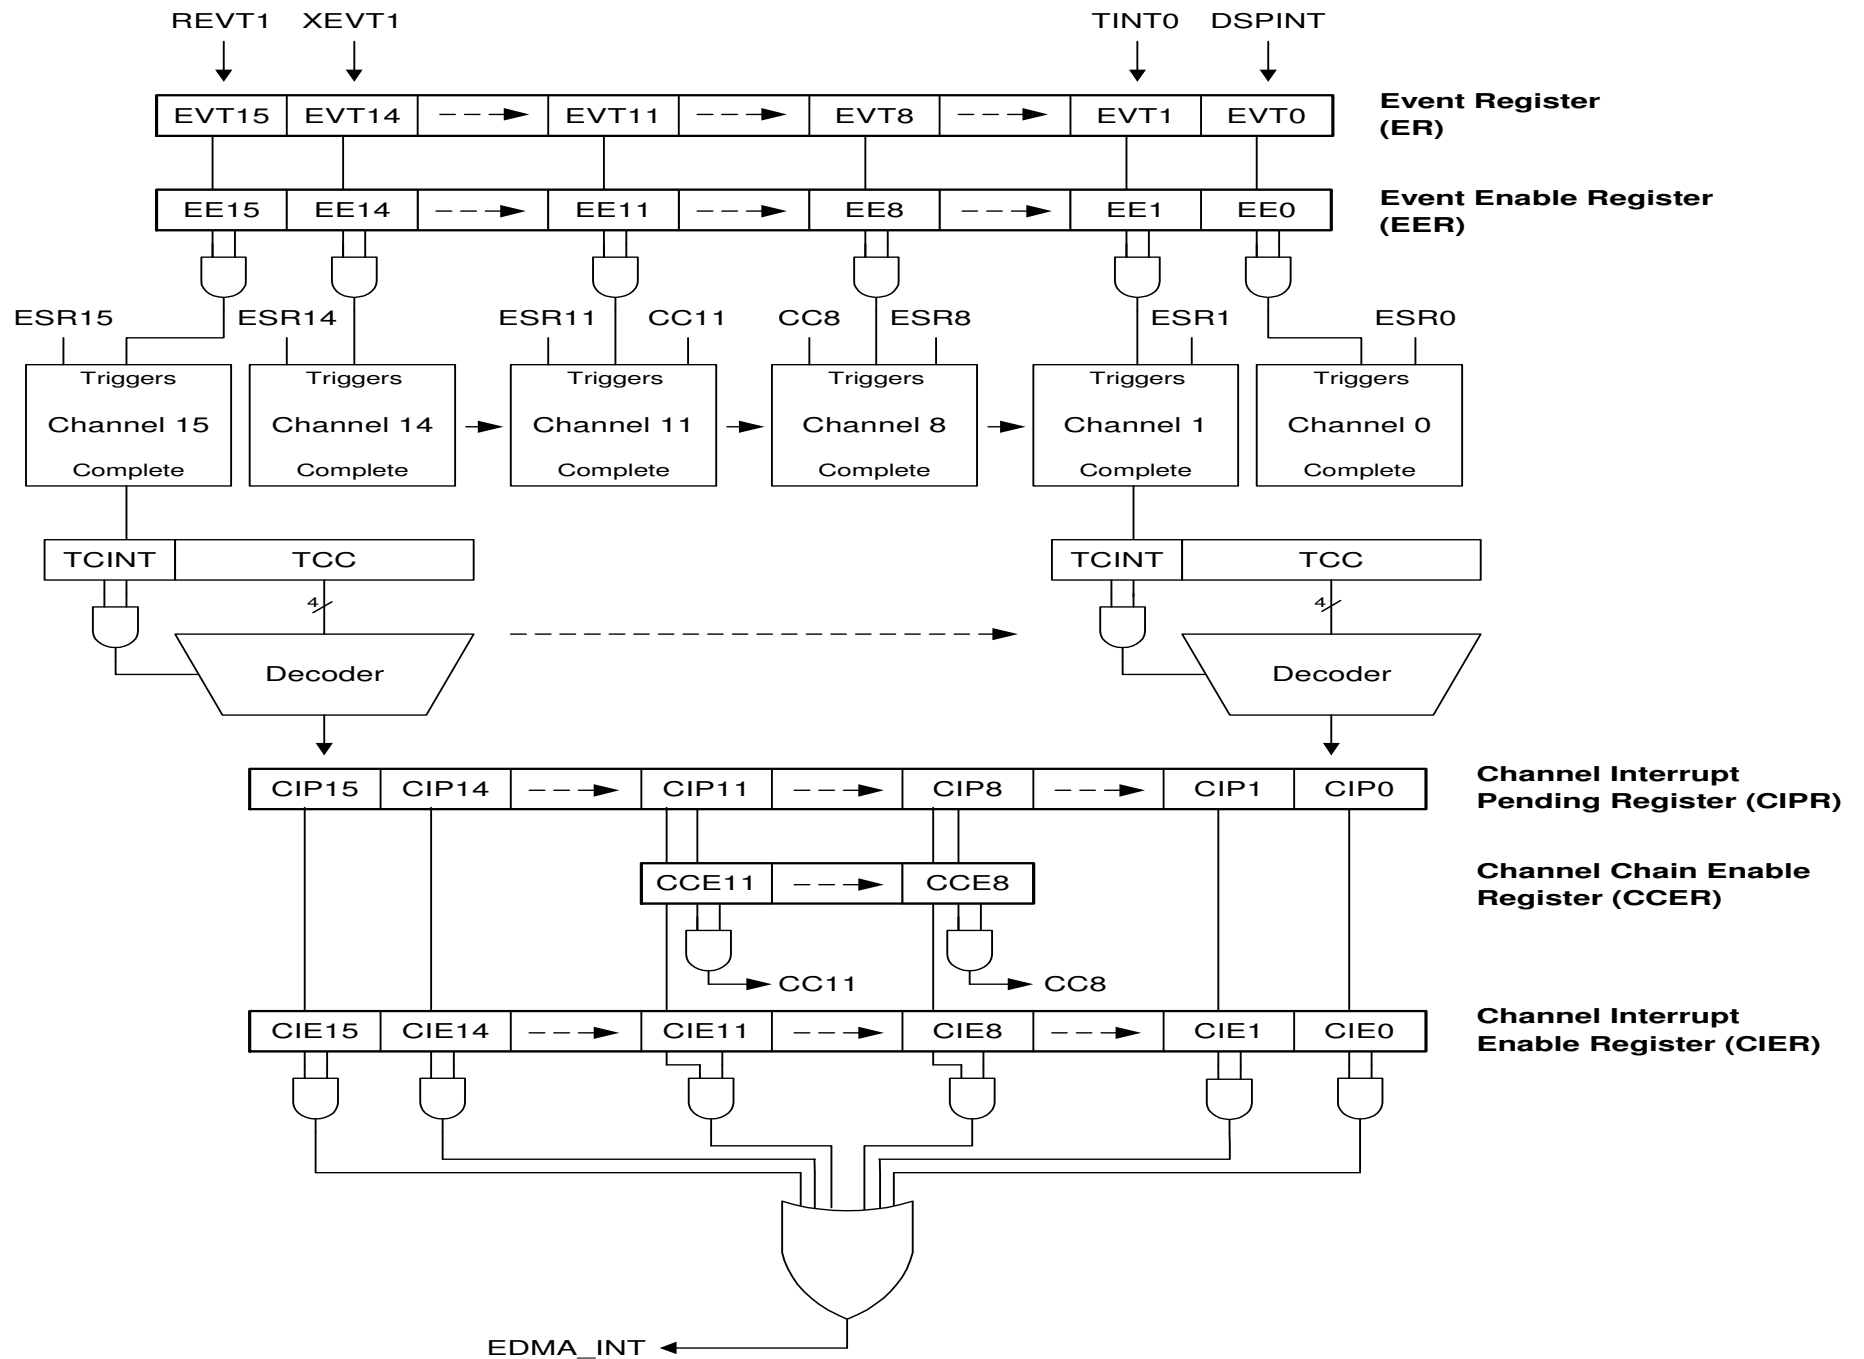 REVT1 XEVT1 TINT0 DSPINT
EVT15 EVT14 EVT11 EVT8 EVT1 EVT0
Event Register
(ER)
EE15 EE14 EE11 EE8 EE1 EE0
Event Enable Register
(EER)
ESR15 ESR14 ESR11 CC11 CC8 ESR8 ESR1 ESR0
Triggers Triggers Triggers Triggers Triggers Triggers
Channel 15 Channel 14 Channel 11 Channel 8 Channel 1 Channel 0
Complete Complete Complete Complete Complete Complete
TCINT TCC TCINT TCC
4 4
Decoder Decoder
CIP15 CIP14 CIP11 CIP8 CIP1 CIP0
Channel Interrupt
Pending Register (CIPR)
CCE11 CCE8
Channel Chain Enable
Register (CCER)
CC11 CC8
CIE15 CIE14 CIE11 CIE8 CIE1 CIE0
Channel Interrupt
Enable Register (CIER)
EDMA_INT